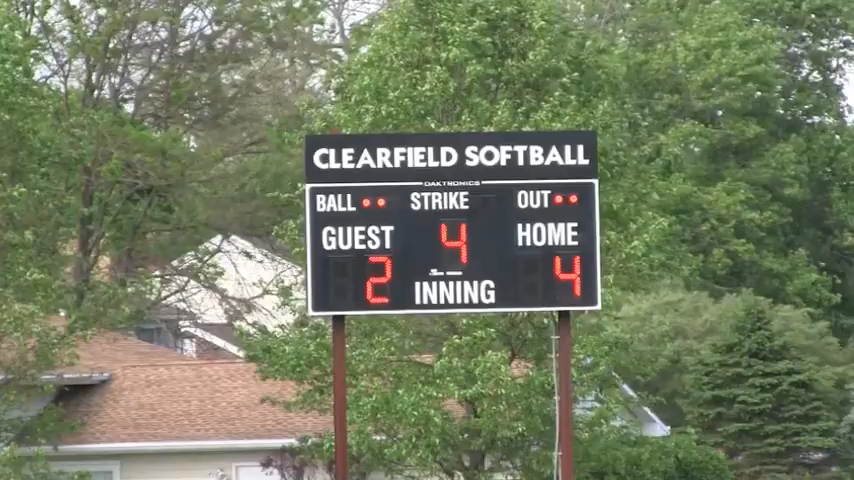 CLEARFIELD SOFTBALL
DAKTRONICS
BALL STRIKE OUT
GUEST 4 HOME
2 INNING 4